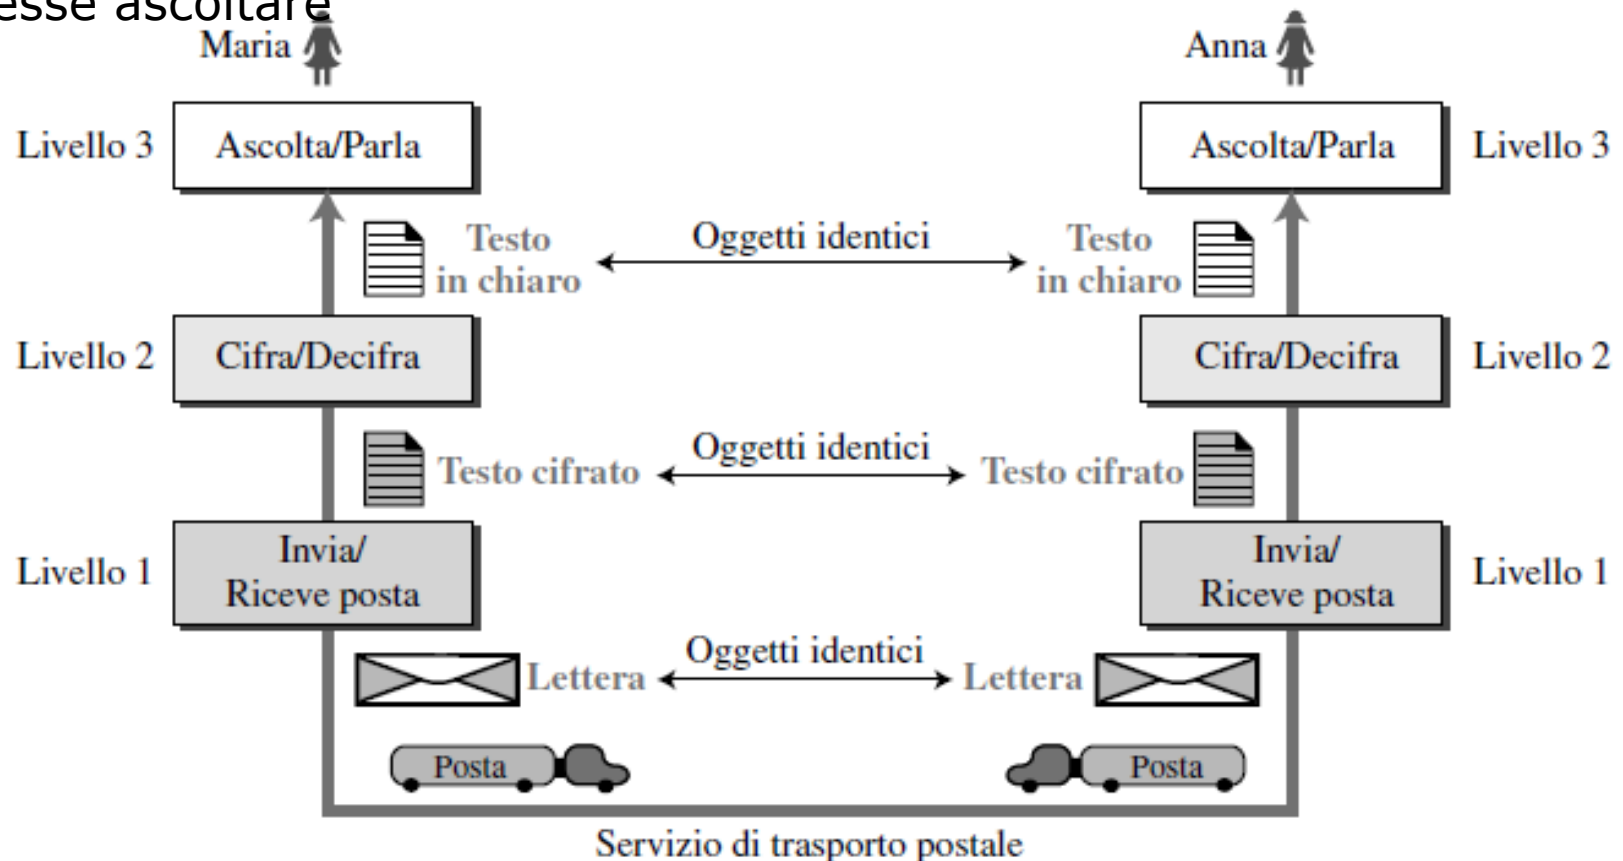 esse ascoltare
Maria
Anna
Livello 3
Ascolta/Parla
Ascolta/Parla
Livello 3
Testo
in chiaro
Oggetti identici
Testo
in chiaro
Livello 2
Cifra/Decifra
Cifra/Decifra
Livello 2
Testo cifrato
Oggetti identici
Testo cifrato
Livello 1
Invia/
Riceve posta
Invia/
Riceve posta
Livello 1
Lettera
Oggetti identici
Lettera
Posta
Posta
Servizio di trasporto postale